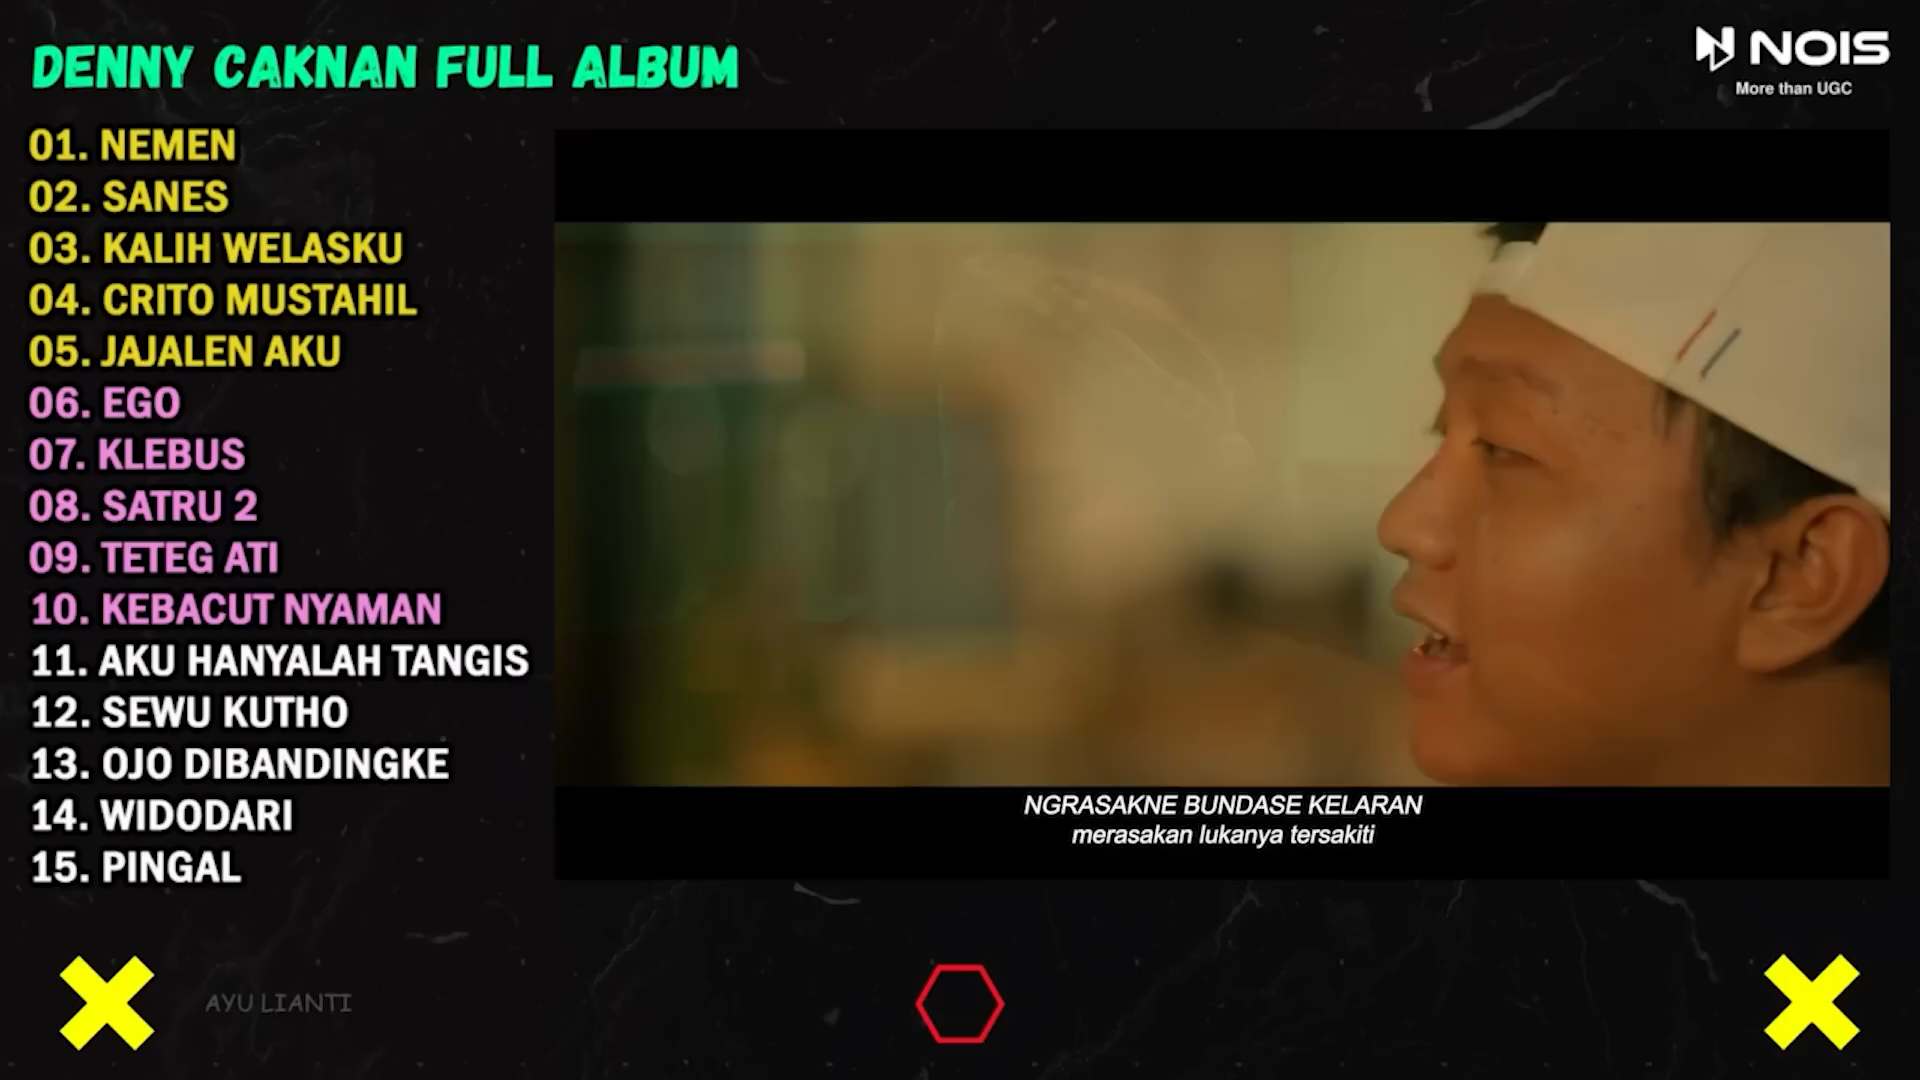 DENNY CAKNAN FULL ALBUM
NOIS
More than UGC
01. NEMEN
02. SANES
03. KALIH WELASKU
04. CRITO MUSTAHIL
05. JAJALEN AKU
06. EGO
07. KLEBUS
08. SATRU 2
09. TETEG ATI
10. KEBACUT NYAMAN
11. AKU HANYALAH TANGIS
12. SEWU KUTHO
13. OJO DIBANDINGKE
14. WIDODARI
15. PINGAL
NGRASAKNE BUNDASE KELARAN
merasakan lukanya tersakiti
AYU LIANTI